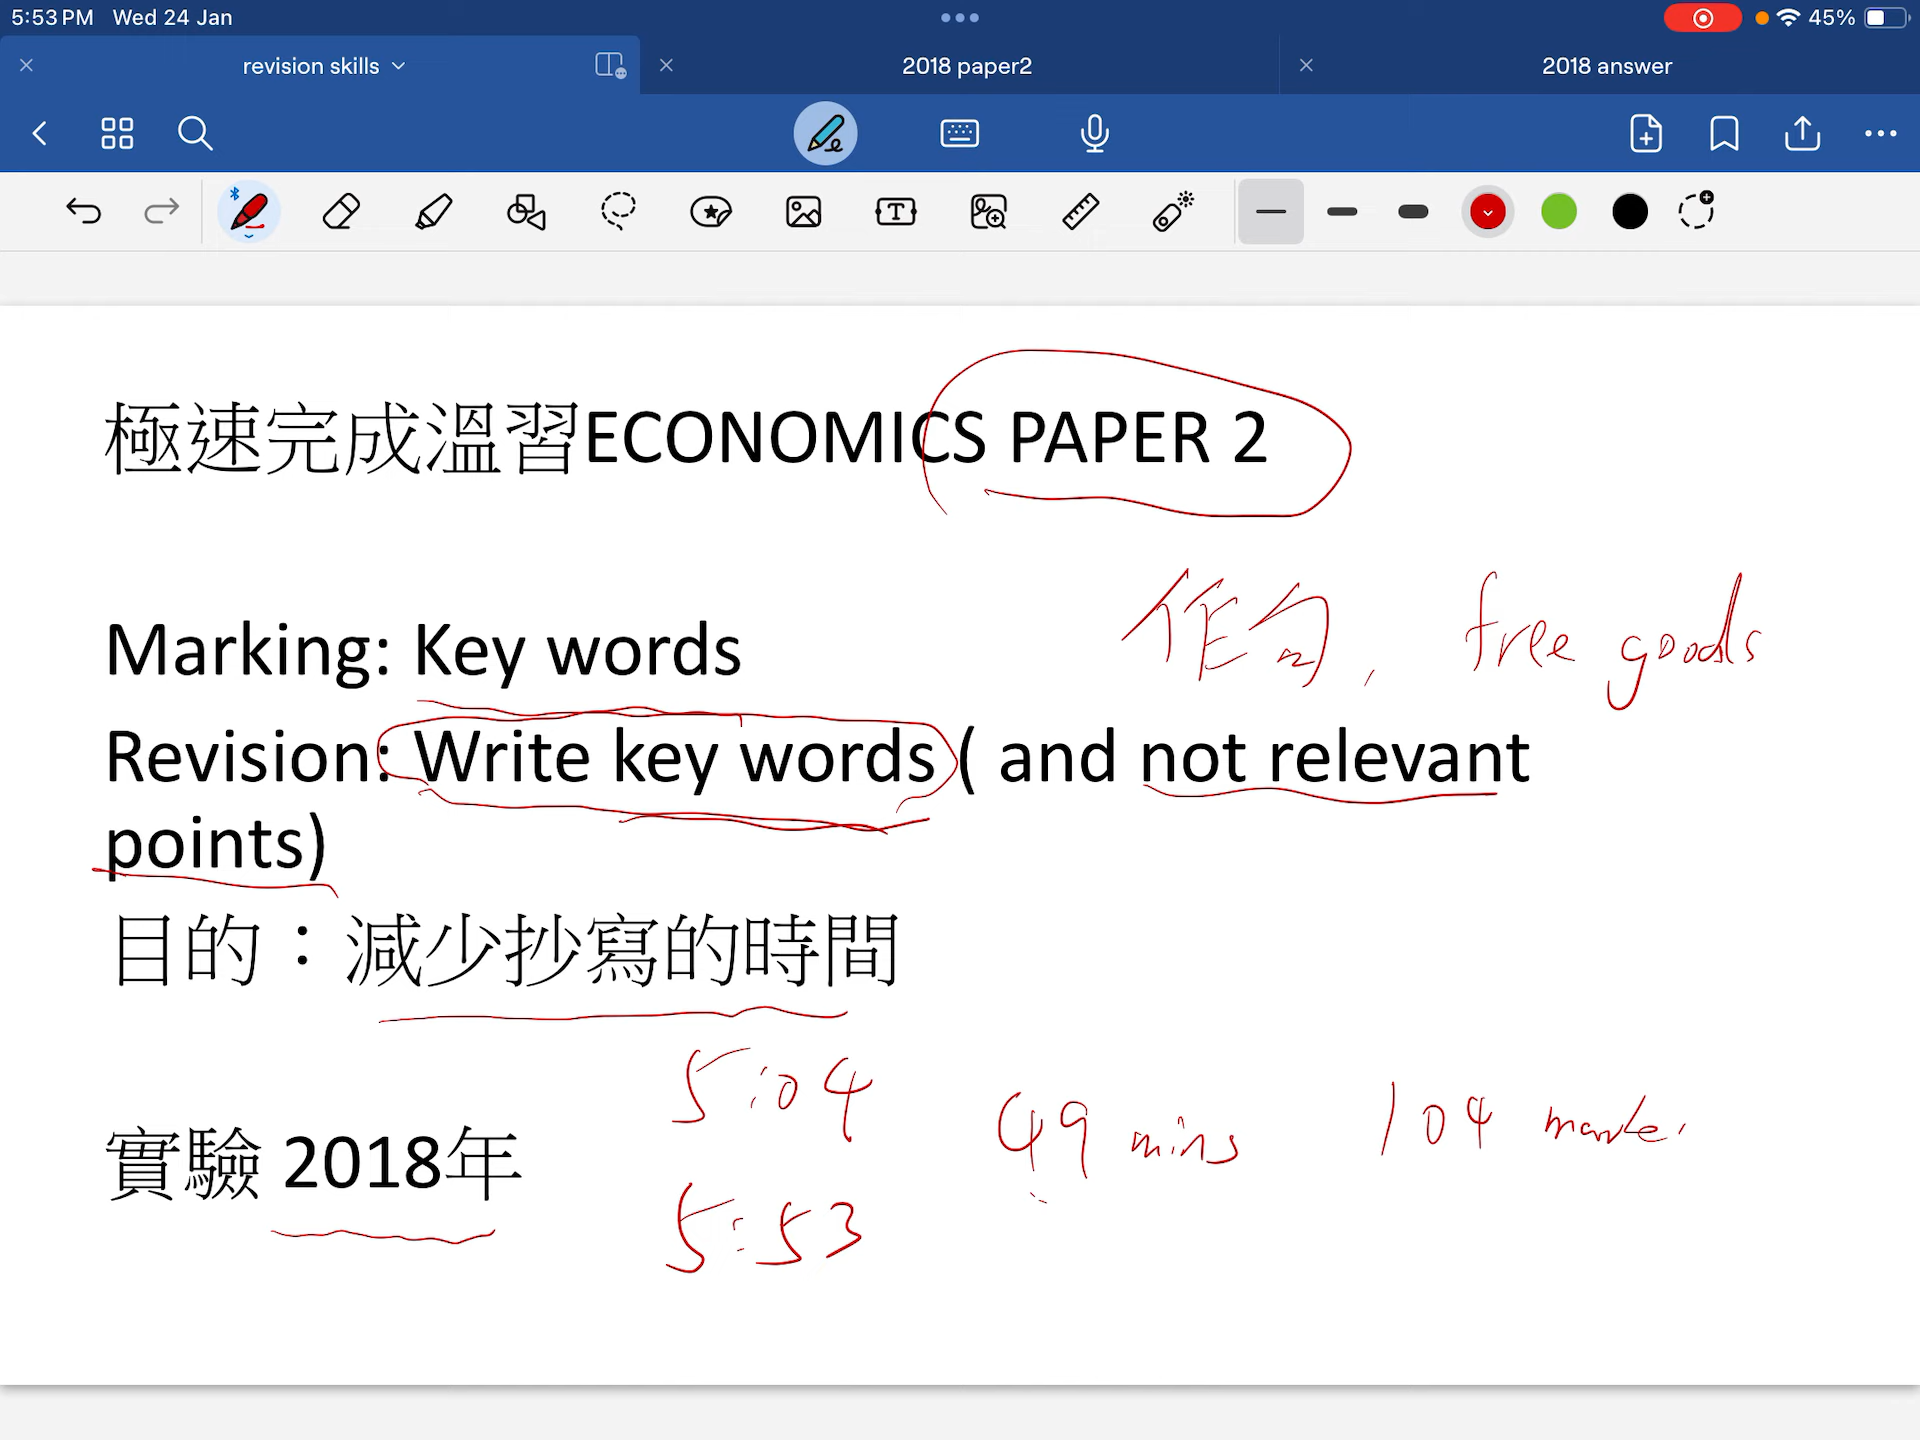 5:53 PM Wed 24 Jan
45%
revision skills
2018 paper2
2018 answer
極速完成溫習ECONOMICS PAPER 2
作句, free goods
Marking: Key words
Revision: Write key words ( and not relevant
points)
目的：減少抄寫的時間
5:04
49 mins 104 marks
實驗 2018年
5:53